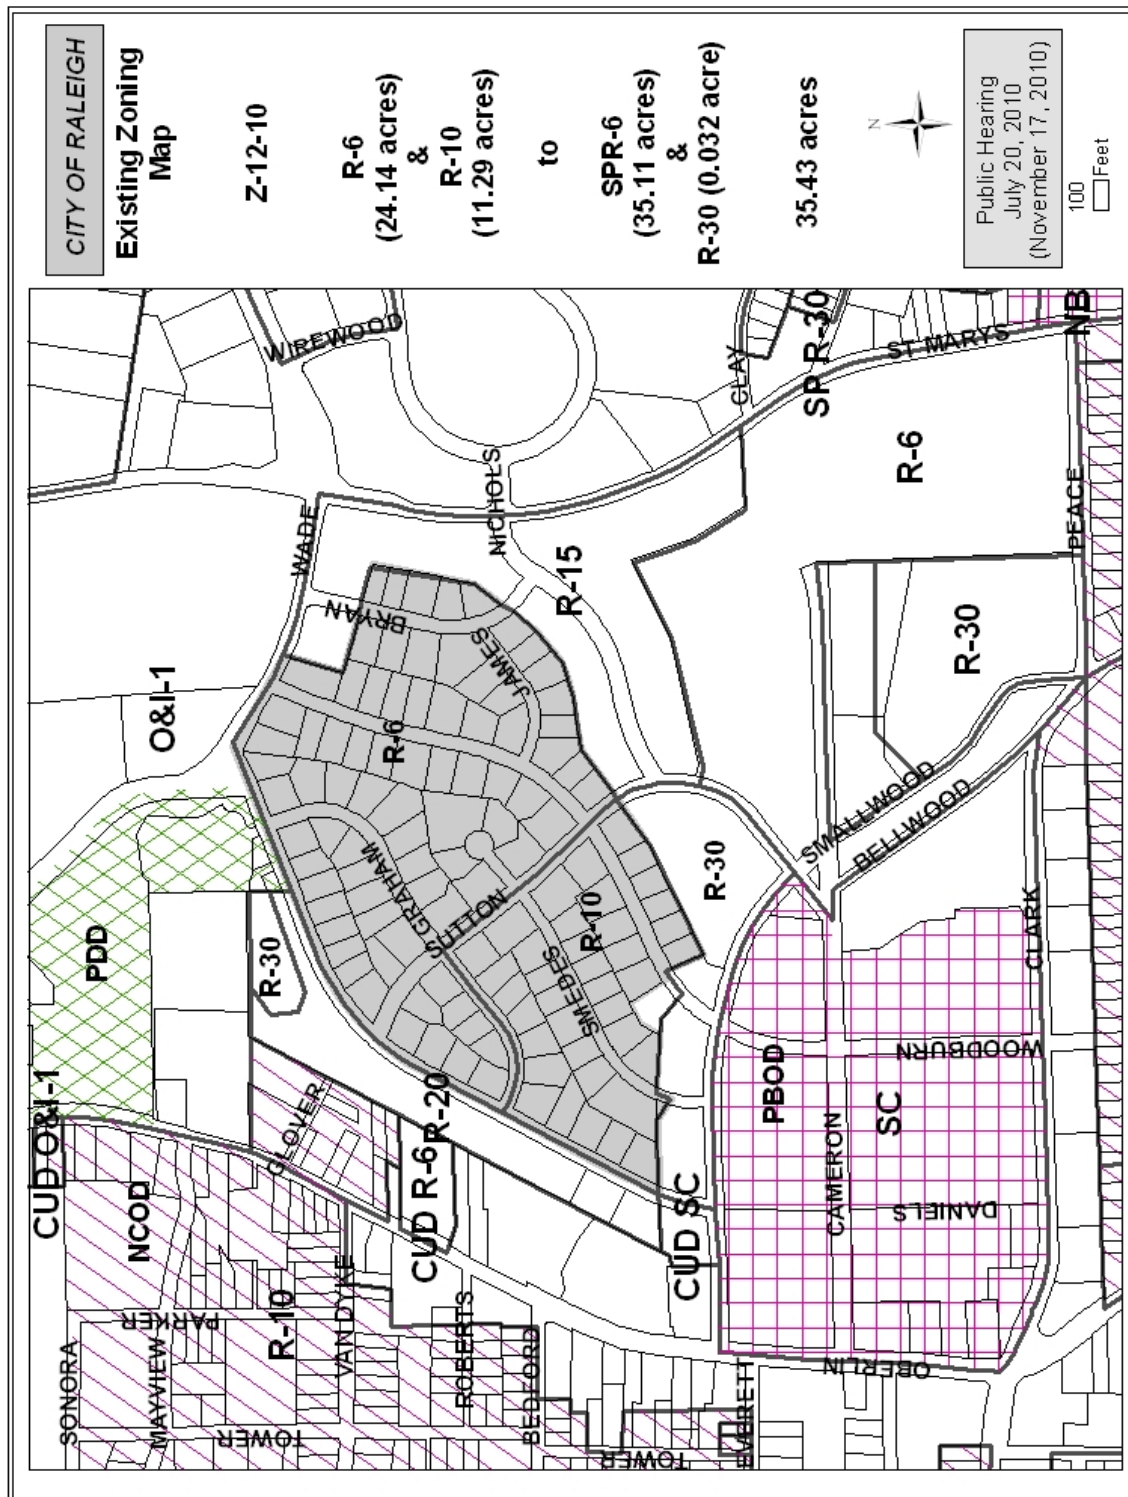 CITY OF RALEIGH
Existing Zoning
Map
Z-12-10
R-6
(24.14 acres)
&
R-10
(11.29 acres)
to
SPR-6
(35.11 acres)
&
R-30 (0.032 acre)
35.43 acres
N
Public Hearing
July 20, 2010
(November 17, 2010)
100
Feet
SONORA
MAYVIEW
TOWER
PARKER
NCOD
CUD O&I-1
R-10
VANDYKE
ROBERTS
BEDFORD
TOWER
EVERETT
GLOVER
CUD R-6
R-20
CUD SC
OBERLIN
PDD
R-30
O&I-1
WADE
BRYAN
JAMES
R-6
GRAHAM
SUTTON
SMEDES
R-10
WIREWOOD
NICHOLS
R-15
CLAY
SP R-30
ST MARYS
R-6
NB
PEACE
R-30
R-30
SMALLWOOD
BELLWOOD
CLARK
WOODBURN
PBOD
SC
CAMERON
DANIELS